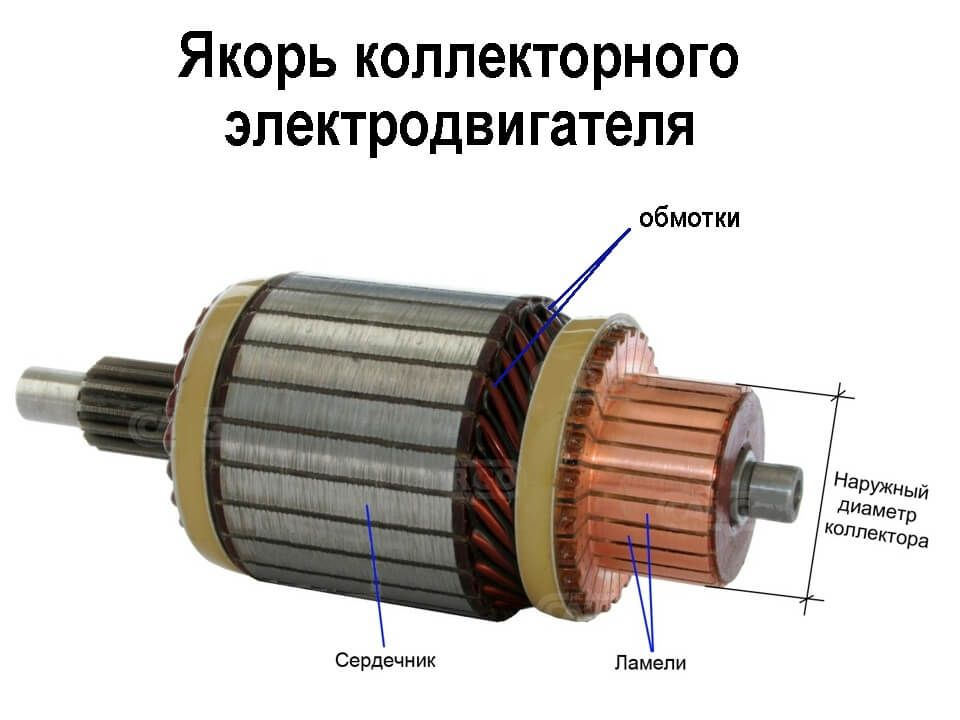 Якорь коллекторного
электродвигателя
обмотки
Наружный
диаметр
коллектора
Сердечник
Ламели